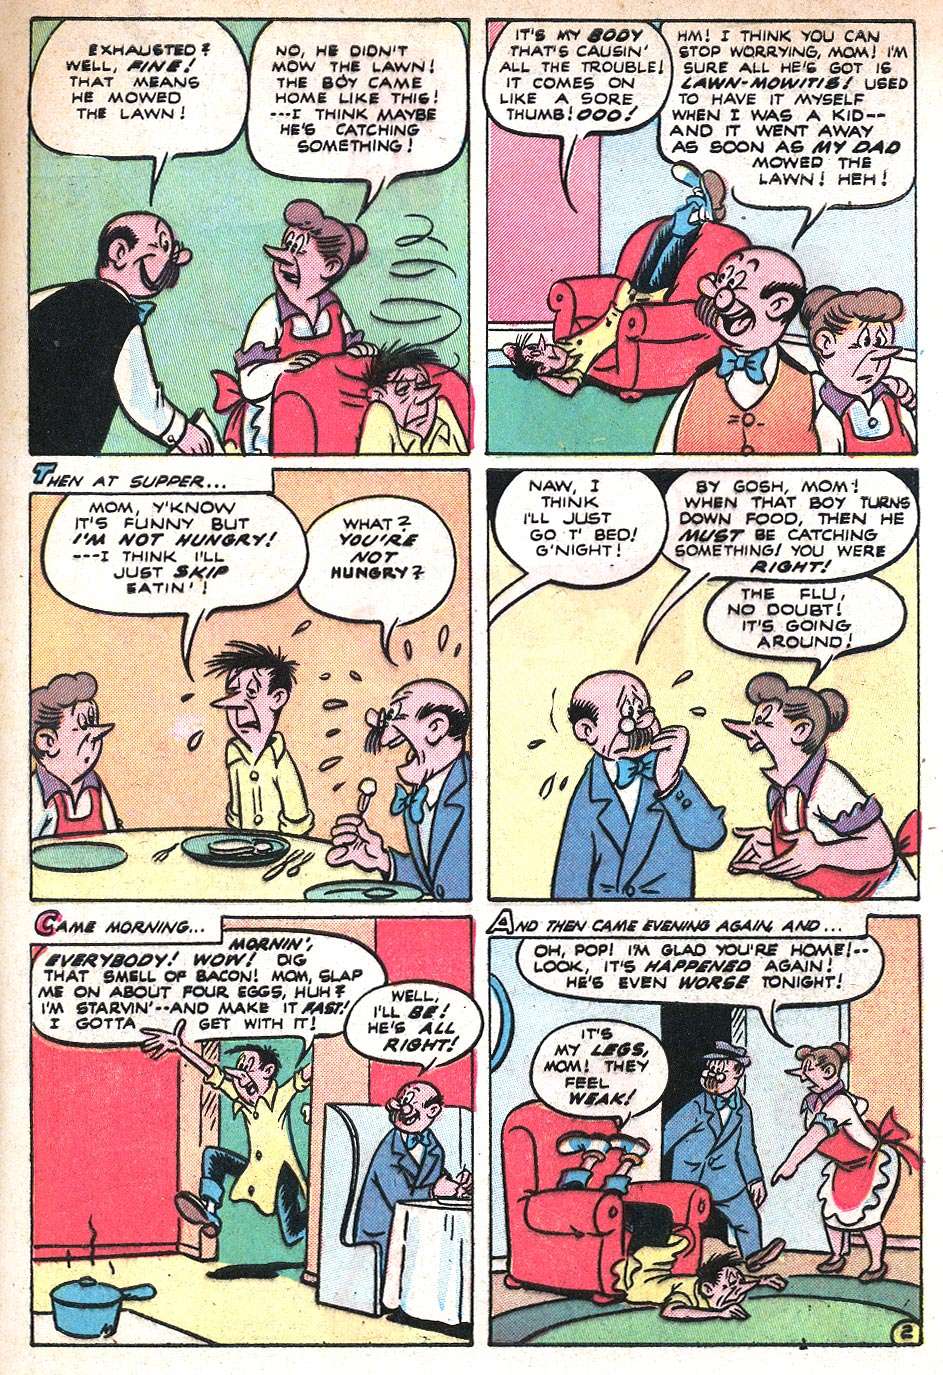 EXHAUSTED?
WELL, FINE!
THAT MEANS
HE MOWED
THE LAWN!
NO, HE DIDN'T
MOW THE LAWN!
THE BOY CAME
HOME LIKE THIS!
---I THINK MAYBE
HE'S CATCHING
SOMETHING!
IT'S MY BODY
THAT'S CAUSIN'
ALL THE TROUBLE!
IT COMES ON
LIKE A SORE
THUMB! OOO!
HM! I THINK YOU CAN
STOP WORRYING, MOM! I'M
SURE ALL HE'S GOT IS
LAWN-MOWITIS! USED
TO HAVE IT MYSELF
WHEN I WAS A KID--
AND IT WENT AWAY
AS SOON AS MY DAD
MOWED THE
LAWN! HEH!
THEN AT SUPPER...
MOM, Y'KNOW
IT'S FUNNY BUT
I'M NOT HUNGRY!
---I THINK I'LL
JUST SKIP
EATIN'!
WHAT?
YOU'RE
NOT
HUNGRY?
NAW, I
THINK
I'LL JUST
GO T' BED!
G'NIGHT!
BY GOSH, MOM!
WHEN THAT BOY TURNS
DOWN FOOD, THEN HE
MUST BE CATCHING
SOMETHING! YOU WERE
RIGHT!
THE FLU,
NO DOUBT!
IT'S GOING
AROUND!
CAME MORNING...
MORNIN',
EVERYBODY! WOW! DIG
THAT SMELL OF BACON! MOM, SLAP
ME ON ABOUT FOUR EGGS, HUH?
I'M STARVIN'--AND MAKE IT FAST!
I GOTTA GET WITH IT!
WELL,
I'LL BE!
HE'S ALL
RIGHT!
AND THEN CAME EVENING AGAIN, AND...
OH, POP! I'M GLAD YOU'RE HOME!--
LOOK, IT'S HAPPENED AGAIN!
HE'S EVEN WORSE TONIGHT!
IT'S
MY LEGS,
MOM! THEY
FEEL
WEAK!
2